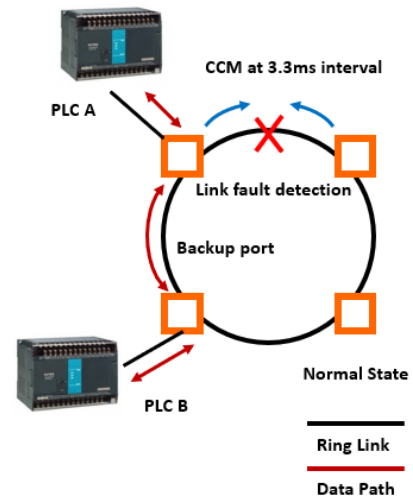 CCM at 3.3ms interval
PLC A
Link fault detection
Backup port
Normal State
PLC B
Ring Link
Data Path